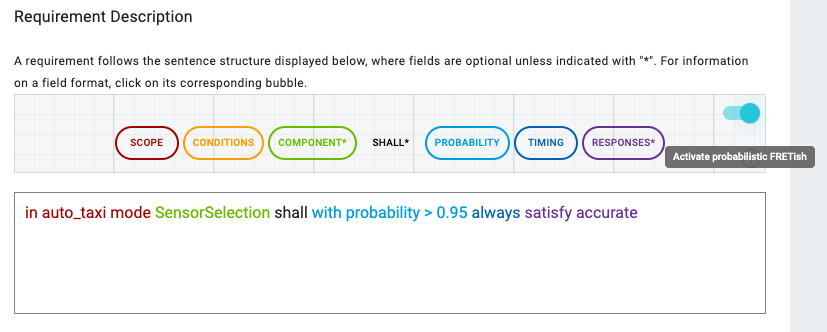 Requirement Description
A requirement follows the sentence structure displayed below, where fields are optional unless indicated with "*". For information
on a field format, click on its corresponding bubble.
SCOPE CONDITIONS COMPONENT* SHALL* PROBABILITY TIMING RESPONSES*
Activate probabilistic FRETish
in auto_taxi mode SensorSelection shall with probability > 0.95 always satisfy accurate